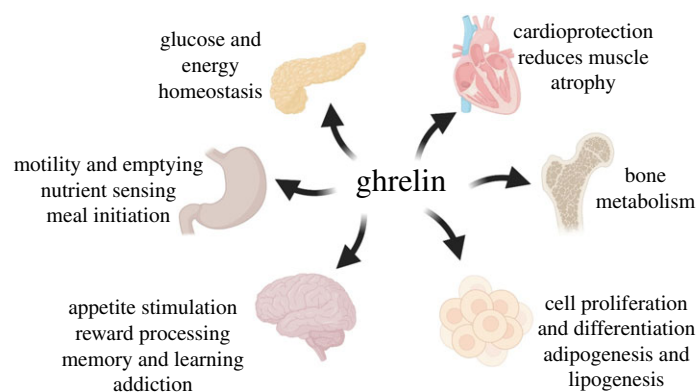 glucose and
energy
homeostasis
cardioprotection
reduces muscle
atrophy
motility and emptying
nutrient sensing
meal initiation
ghrelin
bone
metabolism
appetite stimulation
reward processing
memory and learning
addiction
cell proliferation
and differentiation
adipogenesis and
lipogenesis